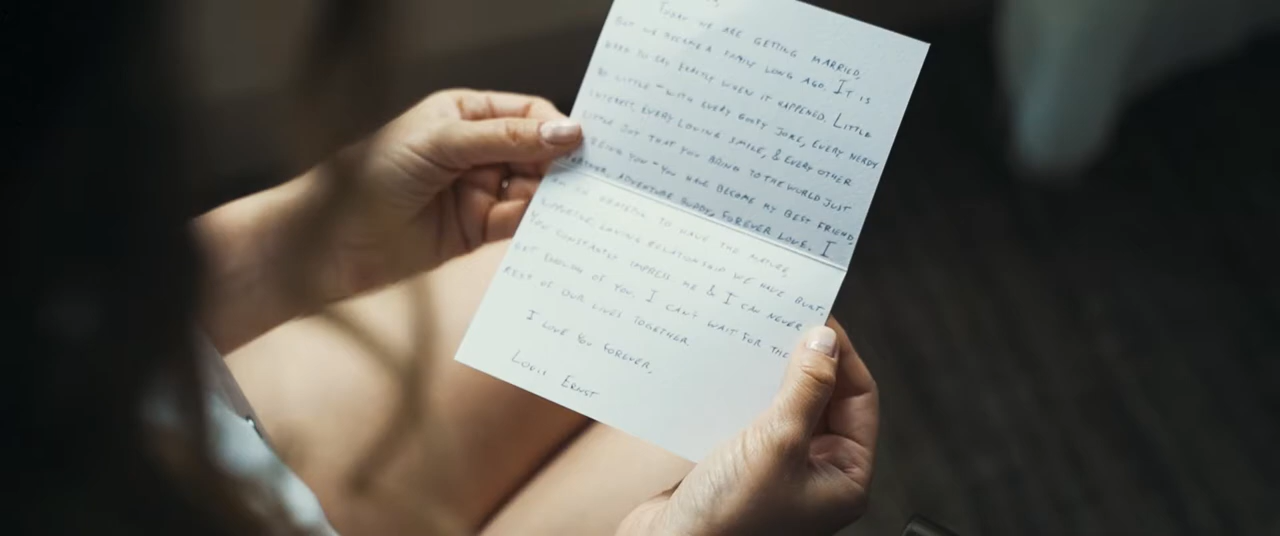 TODAY WE ARE GETTING MARRIED,
BUT WE BECAME A FAMILY LONG AGO. IT IS
HARD TO SAY EXACTLY WHEN IT HAPPENED. LITTLE
BY LITTLE - WITH EVERY GOOFY JOKE, EVERY NERDY
INTEREST, EVERY LOVING SMILE, & EVERY OTHER
LITTLE JOY THAT YOU BRING TO THE WORLD JUST
BEING YOU - YOU HAVE BECOME MY BEST FRIEND,
PARTNER, ADVENTURE BUDDY, FOREVER LOVE. I
AM SO GRATEFUL TO HAVE THE MATURE,
SUPPORTIVE, LOVING RELATIONSHIP WE HAVE BUILT.
YOU CONSTANTLY IMPRESS ME & I CAN NEVER
GET ENOUGH OF YOU. I CAN'T WAIT FOR THE
REST OF OUR LIVES TOGETHER.
I LOVE YOU FOREVER,
LOUIE ERNST